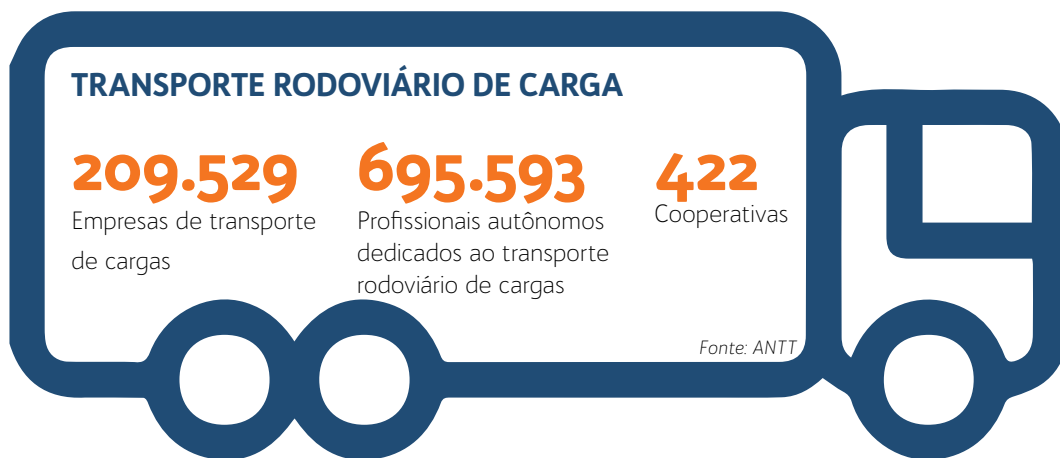 TRANSPORTE RODOVIÁRIO DE CARGA
209.529
Empresas de transporte
de cargas
695.593
Profissionais autônomos
dedicados ao transporte
rodoviário de cargas
422
Cooperativas
Fonte: ANTT